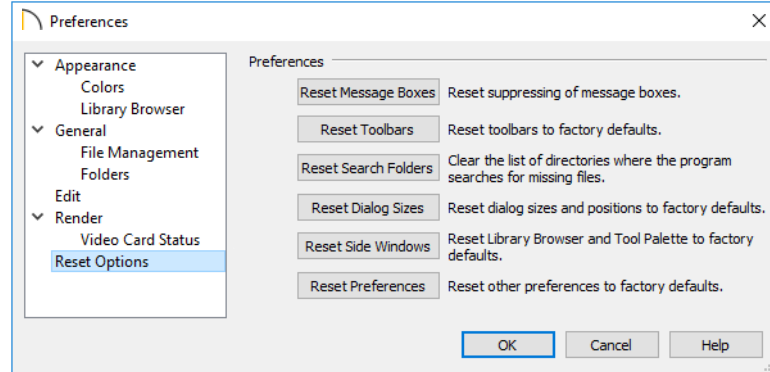 Preferences
Appearance
Colors
Library Browser
General
File Management
Folders
Edit
Render
Video Card Status
Reset Options
Preferences
Reset Message Boxes Reset suppressing of message boxes.
Reset Toolbars Reset toolbars to factory defaults.
Reset Search Folders Clear the list of directories where the program
searches for missing files.
Reset Dialog Sizes Reset dialog sizes and positions to factory defaults.
Reset Side Windows Reset Library Browser and Tool Palette to factory
defaults.
Reset Preferences Reset other preferences to factory defaults.
OK Cancel Help